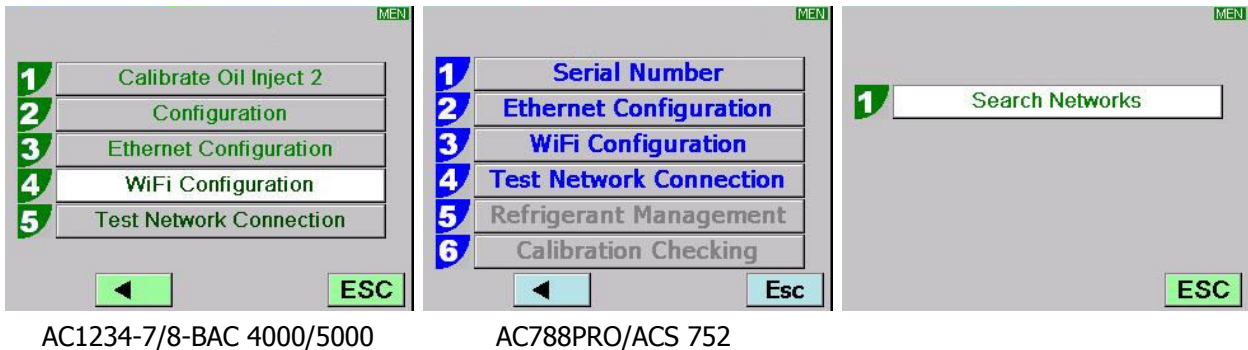 MEN
1 Calibrate Oil Inject 2
2 Configuration
3 Ethernet Configuration
4 WiFi Configuration
5 Test Network Connection
ESC
MEN
1 Serial Number
2 Ethernet Configuration
3 WiFi Configuration
4 Test Network Connection
5 Refrigerant Management
6 Calibration Checking
Esc
MEN
1 Search Networks
ESC
AC1234-7/8-BAC 4000/5000
AC788PRO/ACS 752